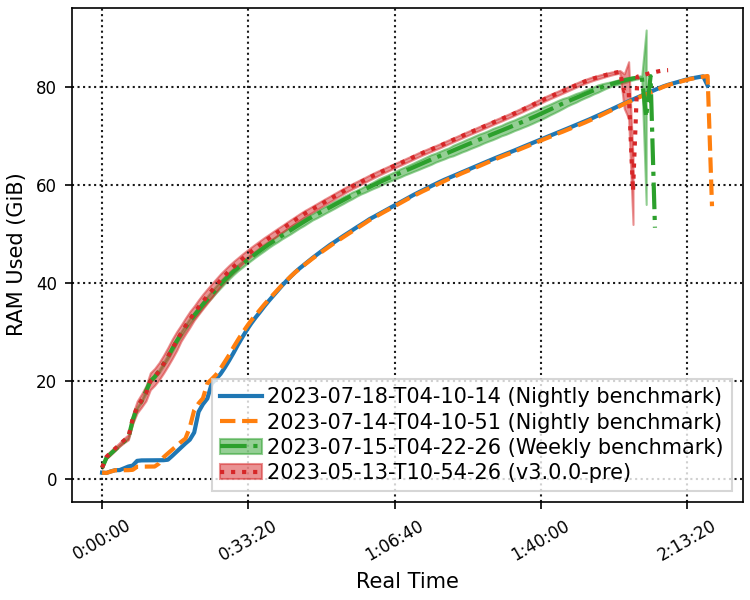 80
60
40
20
0
RAM Used (GiB)
2023-07-18-T04-10-14 (Nightly benchmark)
2023-07-14-T04-10-51 (Nightly benchmark)
2023-07-15-T04-22-26 (Weekly benchmark)
2023-05-13-T10-54-26 (v3.0.0-pre)
0:00:00
0:33:20
1:06:40
1:40:00
2:13:20
Real Time